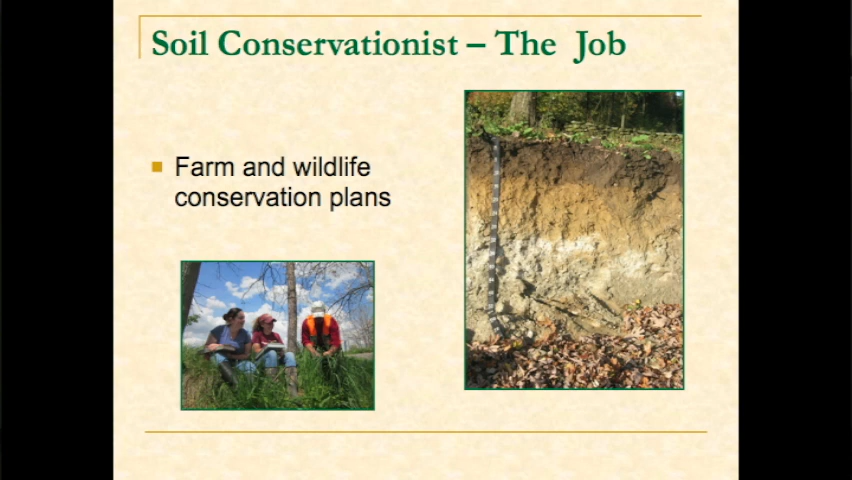 Soil Conservationist – The Job
Farm and wildlife
conservation plans